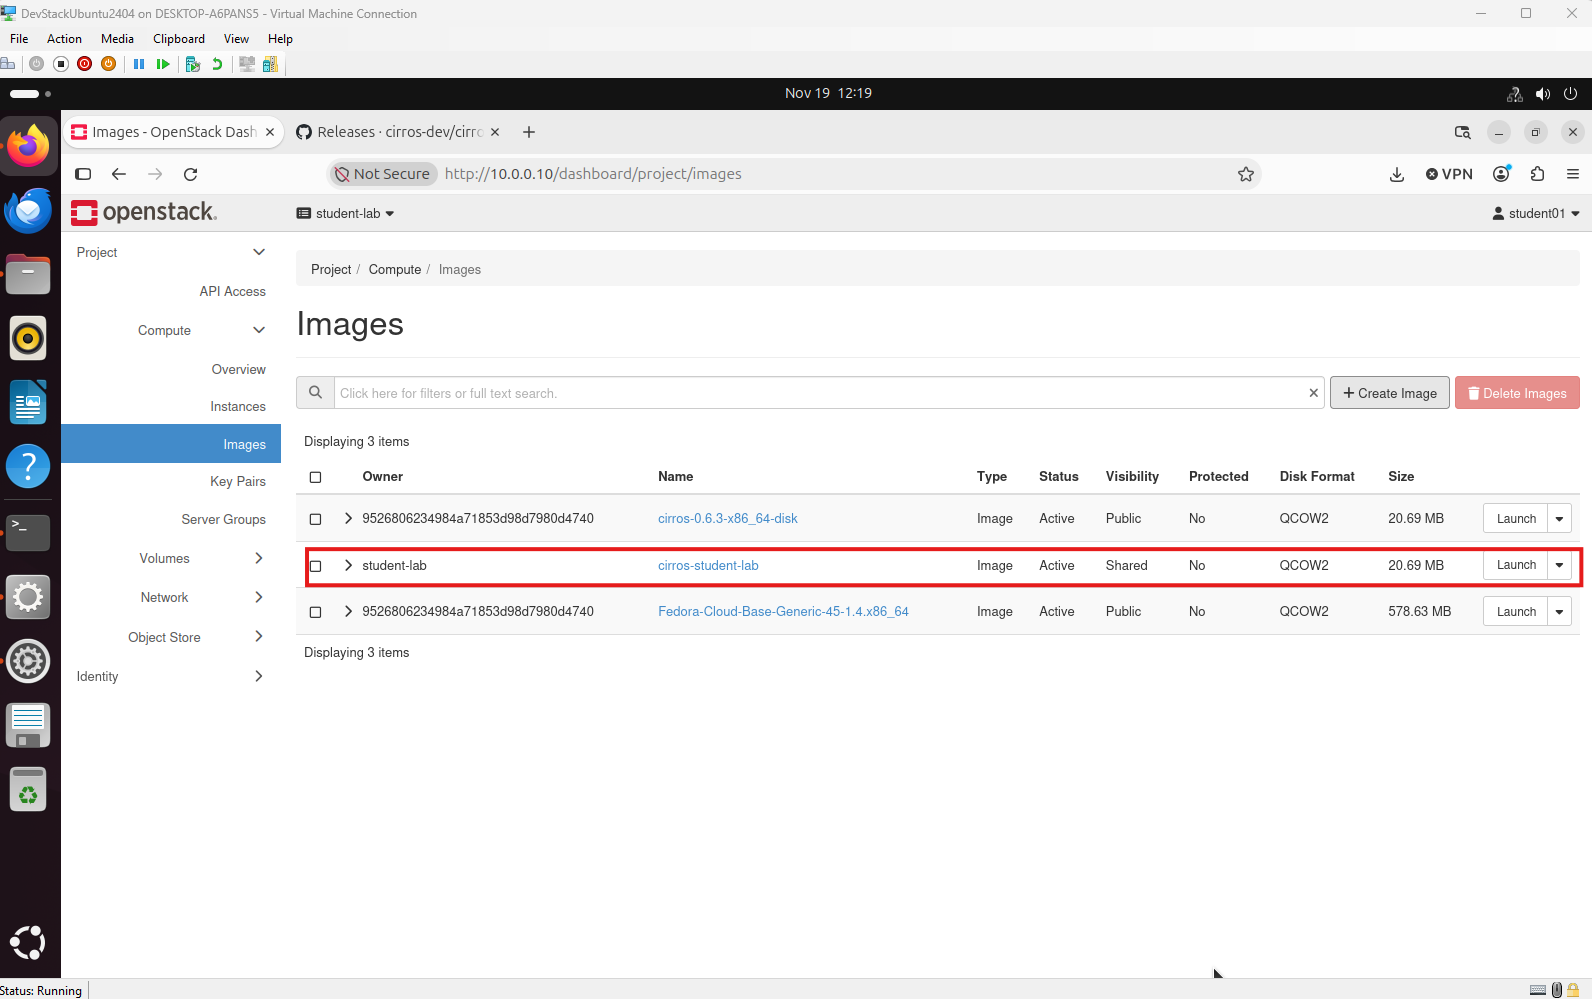 DevStackUbuntu2404 on DESKTOP-A6PANS5 - Virtual Machine Connection
File Action Media Clipboard View Help
Nov 19 12:19
Images - OpenStack Dash
Releases · cirros-dev/cirro
Not Secure http://10.0.0.10/dashboard/project/images
VPN
openstack.
student-lab
student01
Project
API Access
Compute
Overview
Instances
Images
Key Pairs
Server Groups
Volumes
Network
Object Store
Identity
Project / Compute / Images
Images
Click here for filters or full text search.
Create Image
Delete Images
Displaying 3 items
Owner Name Type Status Visibility Protected Disk Format Size
9526806234984a71853d98d7980d4740 cirros-0.6.3-x86_64-disk Image Active Public No QCOW2 20.69 MB Launch
student-lab cirros-student-lab Image Active Shared No QCOW2 20.69 MB Launch
9526806234984a71853d98d7980d4740 Fedora-Cloud-Base-Generic-45-1.4.x86_64 Image Active Public No QCOW2 578.63 MB Launch
Displaying 3 items
Status: Running